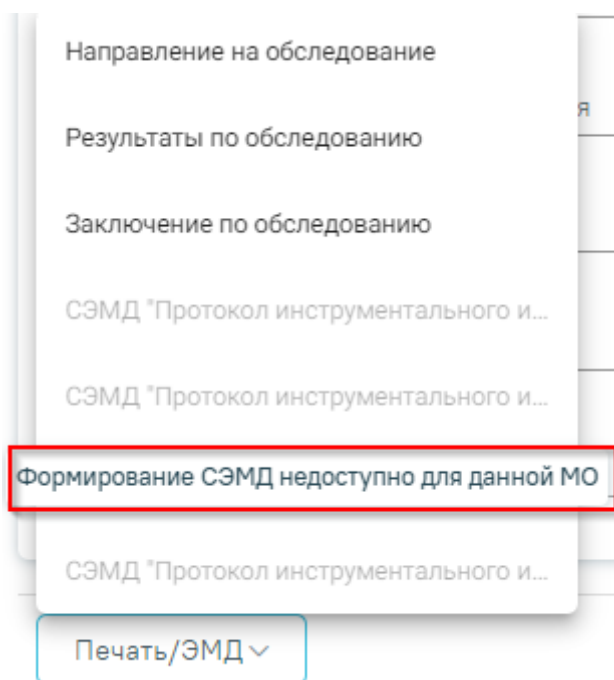 Направление на обследование
я
Результаты по обследованию
Заключение по обследованию
СЭМД "Протокол инструментального и...
СЭМД "Протокол инструментального и...
Формирование СЭМД недоступно для данной МО
СЭМД "Протокол инструментального и...
Печать/ЭМД